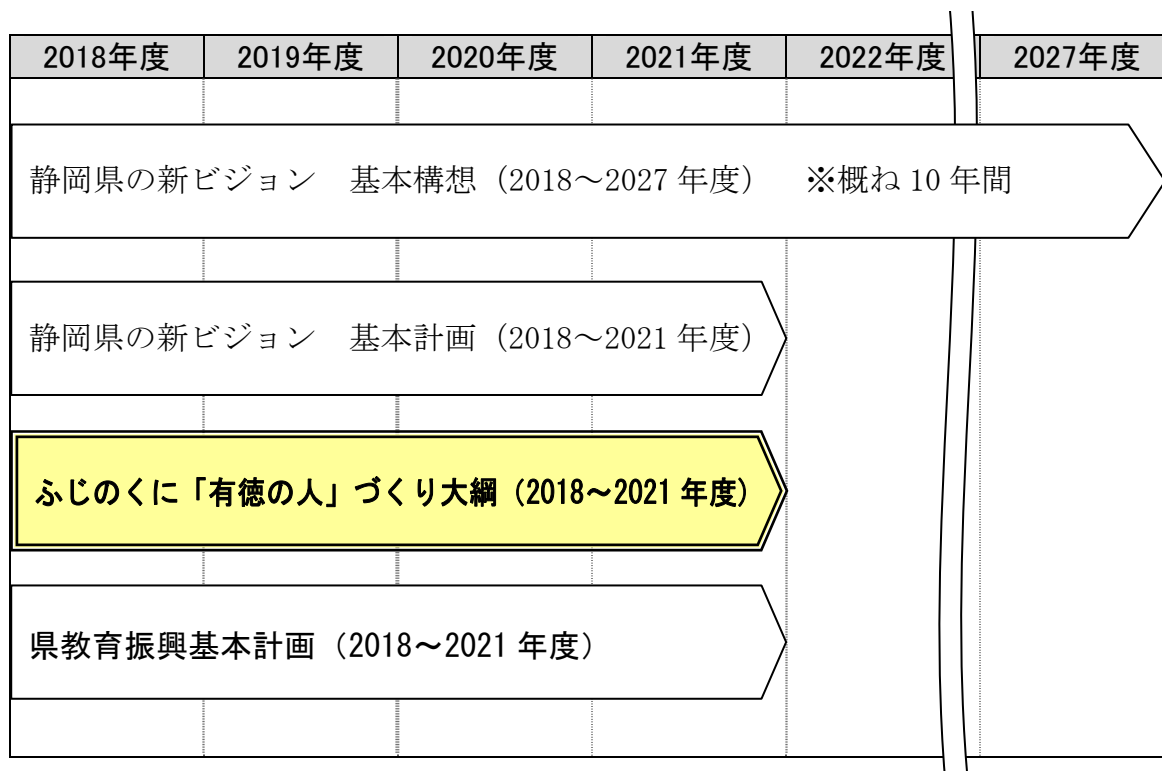 2018年度 2019年度 2020年度 2021年度 2022年度 2027年度
静岡県の新ビジョン　基本構想（2018～2027 年度）　※概ね 10 年間
静岡県の新ビジョン　基本計画（2018～2021 年度）
ふじのくに「有徳の人」づくり大綱（2018～2021 年度）
県教育振興基本計画（2018～2021 年度）